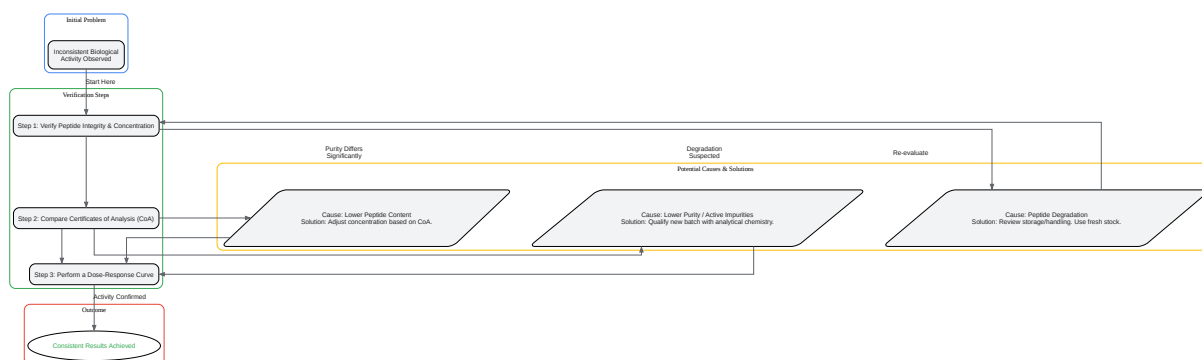 Initial Problem
Inconsistent Biological
Activity Observed
Start Here
Verification Steps
Step 1: Verify Peptide Integrity & Concentration
Purity Differs
Significantly
Degradation
Suspected
Re-evaluate
Potential Causes & Solutions
Step 2: Compare Certificates of Analysis (CoA)
Cause: Lower Peptide Content
Solution: Adjust concentration based on CoA.
Cause: Lower Purity / Active Impurities
Solution: Qualify new batch with analytical chemistry.
Cause: Peptide Degradation
Solution: Review storage/handling. Use fresh stock.
Step 3: Perform a Dose-Response Curve
Activity Confirmed
Outcome
Consistent Results Achieved